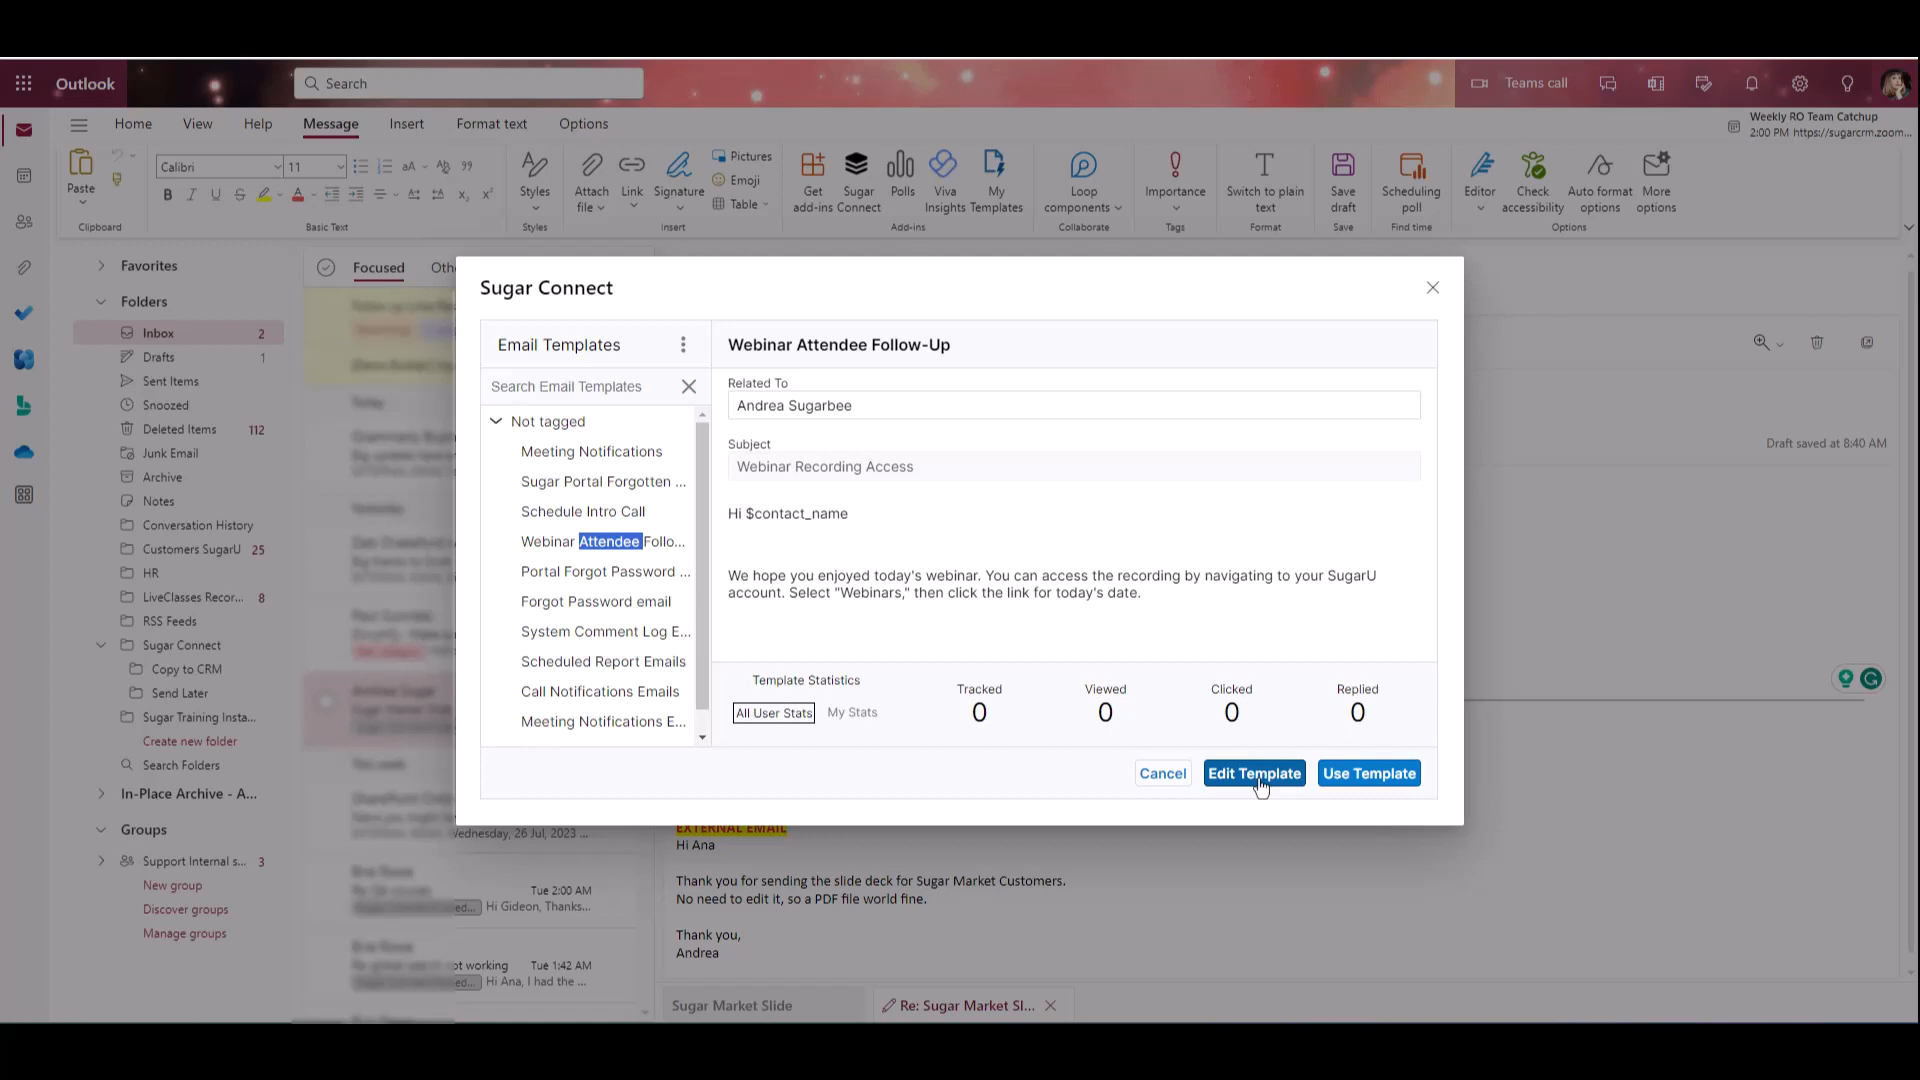 Outlook
Search
Teams call
Home
View
Help
Message
Insert
Format text
Options
Weekly RO Team Catchup
2:00 PM https://sugarcrm.zoom...
Paste
Clipboard
Calibri
11
Basic Text
Styles
Styles
Attach file
Link
Signature
Pictures
Emoji
Table
Insert
Get add-ins
Sugar Connect
Polls
Viva Insights
My Templates
Add-ins
Loop components
Collaborate
Importance
Tags
Switch to plain text
Format
Save draft
Save
Scheduling poll
Find time
Editor
Check accessibility
Auto format options
More options
Options
Favorites
Folders
Inbox 2
Drafts 1
Sent Items
Snoozed
Deleted Items 112
Junk Email
Archive
Notes
Conversation History
Customers SugarU 25
HR
LiveClasses Recor... 8
RSS Feeds
Sugar Connect
Copy to CRM
Send Later
Sugar Training Insta...
Create new folder
Search Folders
In-Place Archive - A...
Groups
Support Internal s... 3
New group
Discover groups
Manage groups
Focused
Oth
Wednesday, 26 Jul, 2023 ...
Tue 2:00 AM
ed... Hi Gideon, Thanks...
ot working Tue 1:42 AM
ed... Hi Ana, I had the ...
Sugar Connect
Email Templates
Search Email Templates
Not tagged
Meeting Notifications
Sugar Portal Forgotten ...
Schedule Intro Call
Webinar Attendee Follo...
Portal Forgot Password ...
Forgot Password email
System Comment Log E...
Scheduled Report Emails
Call Notifications Emails
Meeting Notifications E...
Webinar Attendee Follow-Up
Related To
Andrea Sugarbee
Subject
Webinar Recording Access
Hi $contact_name
We hope you enjoyed today's webinar. You can access the recording by navigating to your SugarU
account. Select "Webinars," then click the link for today's date.
Template Statistics
All User Stats
My Stats
Tracked
0
Viewed
0
Clicked
0
Replied
0
Cancel
Edit Template
Use Template
Draft saved at 8:40 AM
EXTERNAL EMAIL
Hi Ana
Thank you for sending the slide deck for Sugar Market Customers.
No need to edit it, so a PDF file world fine.
Thank you,
Andrea
Sugar Market Slide
Re: Sugar Market Sl...